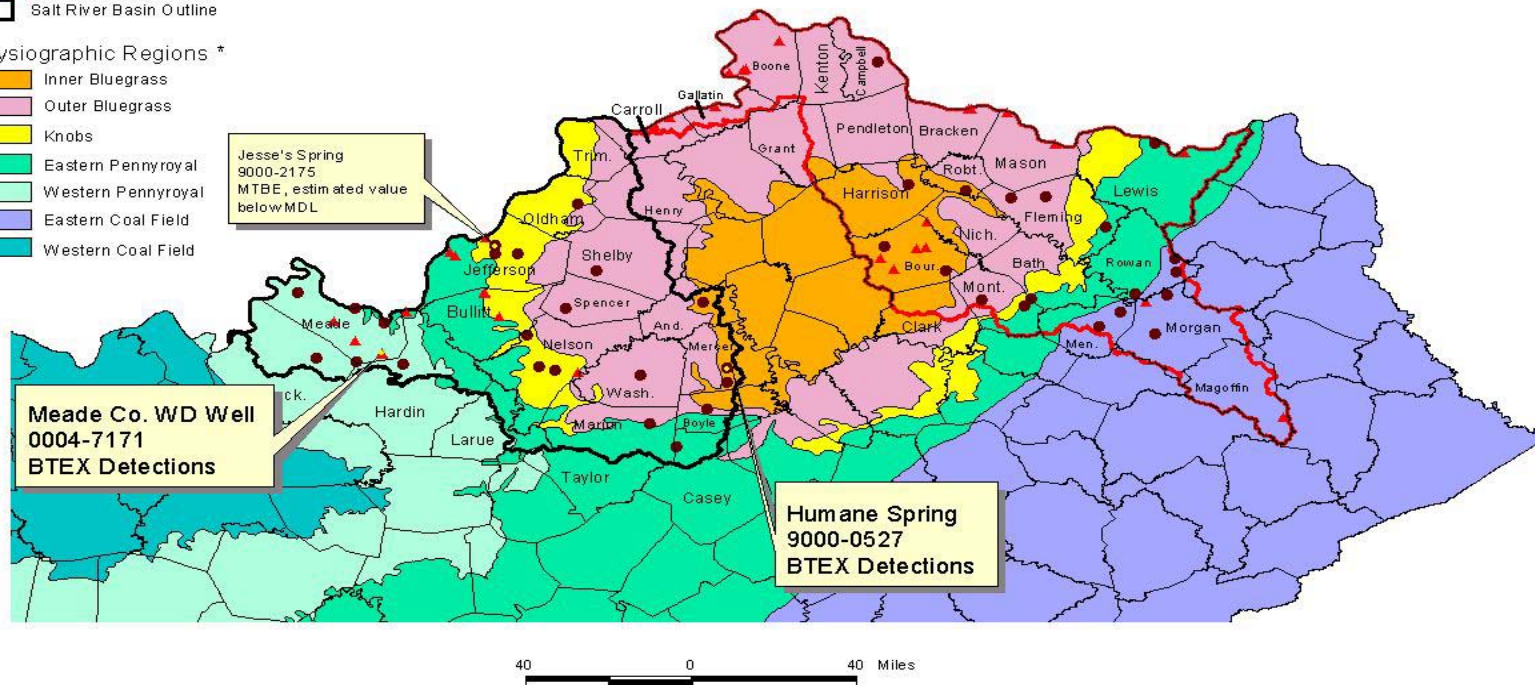 Salt River Basin Outline
ysiographic Regions *
Inner Bluegrass
Outer Bluegrass
Knobs
Eastern Pennyroyal
Western Pennyroyal
Eastern Coal Field
Western Coal Field
Jesse's Spring
9000-2175
MTBE, estimated value
below MDL
Boone
Kenton
Campbell
Gallatin
Carroll
Grant
Pendleton
Bracken
Trim.
Mason
Robt.
Harrison
Lewis
Henry
Oldham
Fleming
Nich.
Shelby
Jefferson
Bour.
Bath
Rowan
Mont.
Spencer
Bullitt
Meade
And.
Clark
Morgan
Nelson
Mercer
Men.
Magoffin
Wash.
ck.
Hardin
Marion
Boyle
Larue
Taylor
Casey
Meade Co. WD Well
0004-7171
BTEX Detections
Humane Spring
9000-0527
BTEX Detections
40 0 40 Miles